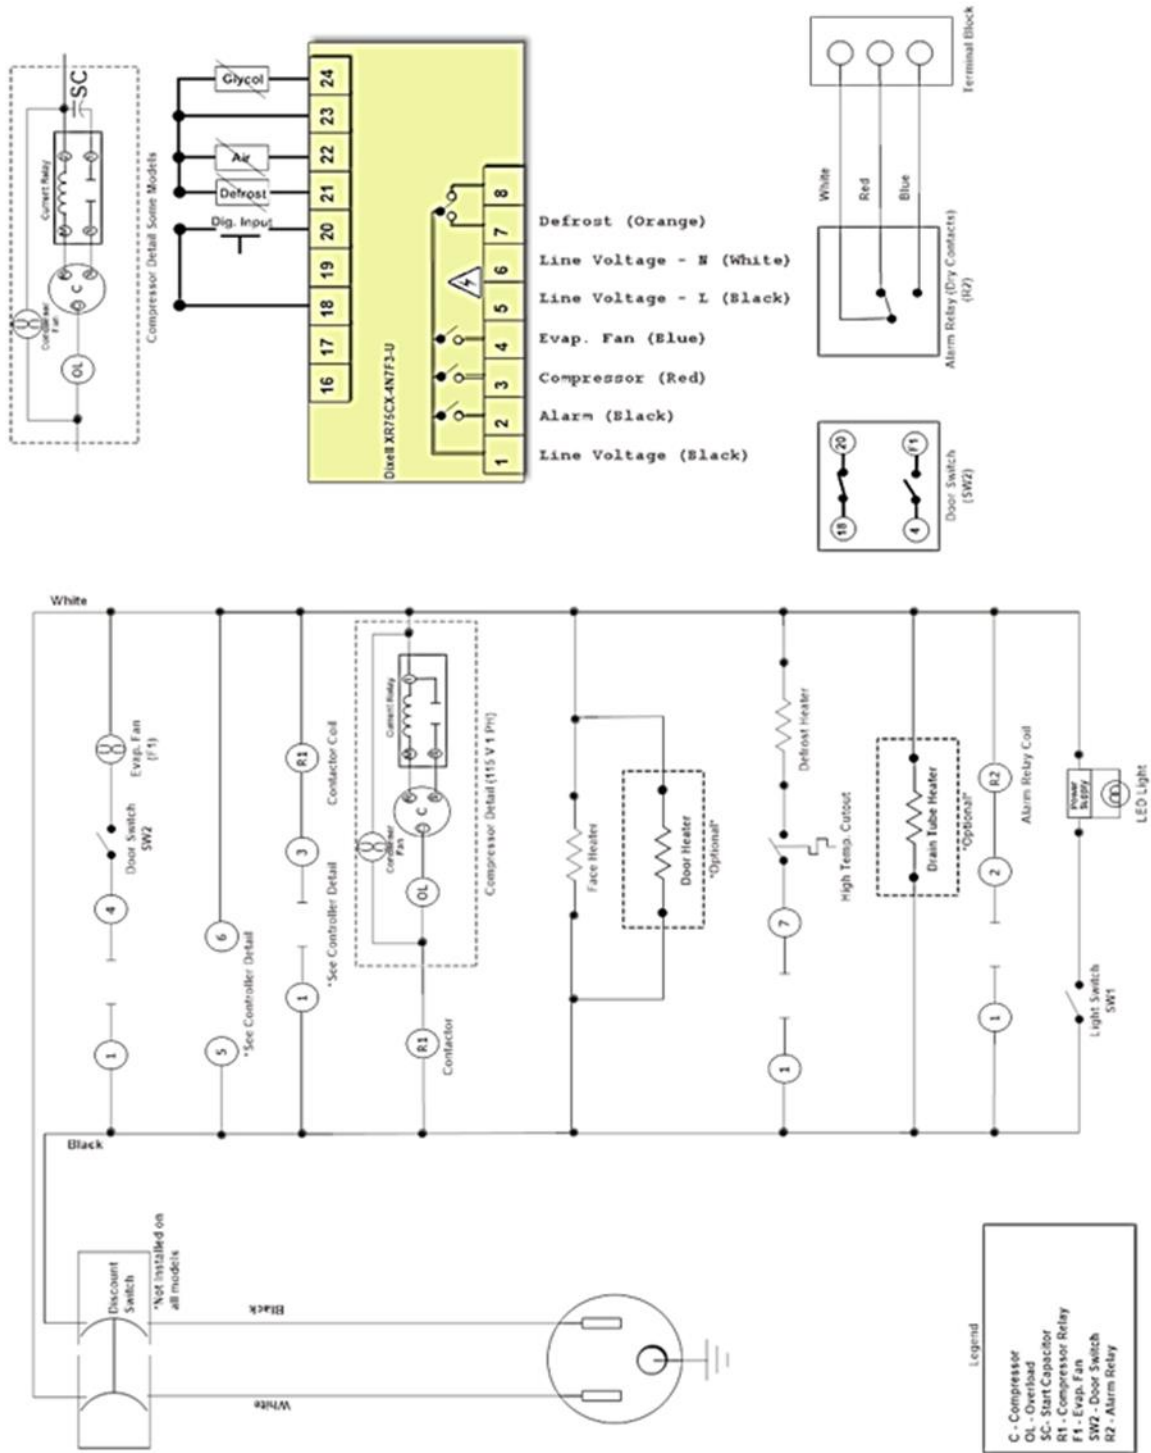 SC
Current Relay
C
Condenser
Fan
OL
Compressor Detail Some Models
Glycol
Air
Defrost
Dig. Input
24
23
22
21
20
19
18
17
16
Dixell XR75CX-4N7F3-U
8
7
6
5
4
3
2
1
Defrost (Orange)
Line Voltage - N (White)
Line Voltage - L (Black)
Evap. Fan (Blue)
Compressor (Red)
Alarm (Black)
Line Voltage (Black)
Terminal Block
White
Red
Blue
Alarm Relay (Dry Contacts)
(R2)
20
18
F1
4
Door Switch
(SW2)
White
Evap. Fan
(F1)
Door Switch
SW2
4
1
6
5
*See Controller Detail
R1
Contactor Coil
3
1
*See Controller Detail
Current Relay
C
Condenser
Fan
OL
Compressor Detail (115 V 1 PH)
R1
Contactor
Face Heater
Door Heater
*Optional*
Defrost Heater
High Temp. Cutout
7
1
Drain Tube Heater
*Optional*
R2
Alarm Relay Coil
2
1
Power
Supply
LED Light
Light Switch
SW1
Black
Discount
Switch
*Not Installed on
all models
Black
White
Legend
C - Compressor
OL - Overload
SC- Start Capacitor
R1 - Compressor Relay
F1 - Evap. Fan
SW2 - Door Switch
R2 - Alarm Relay